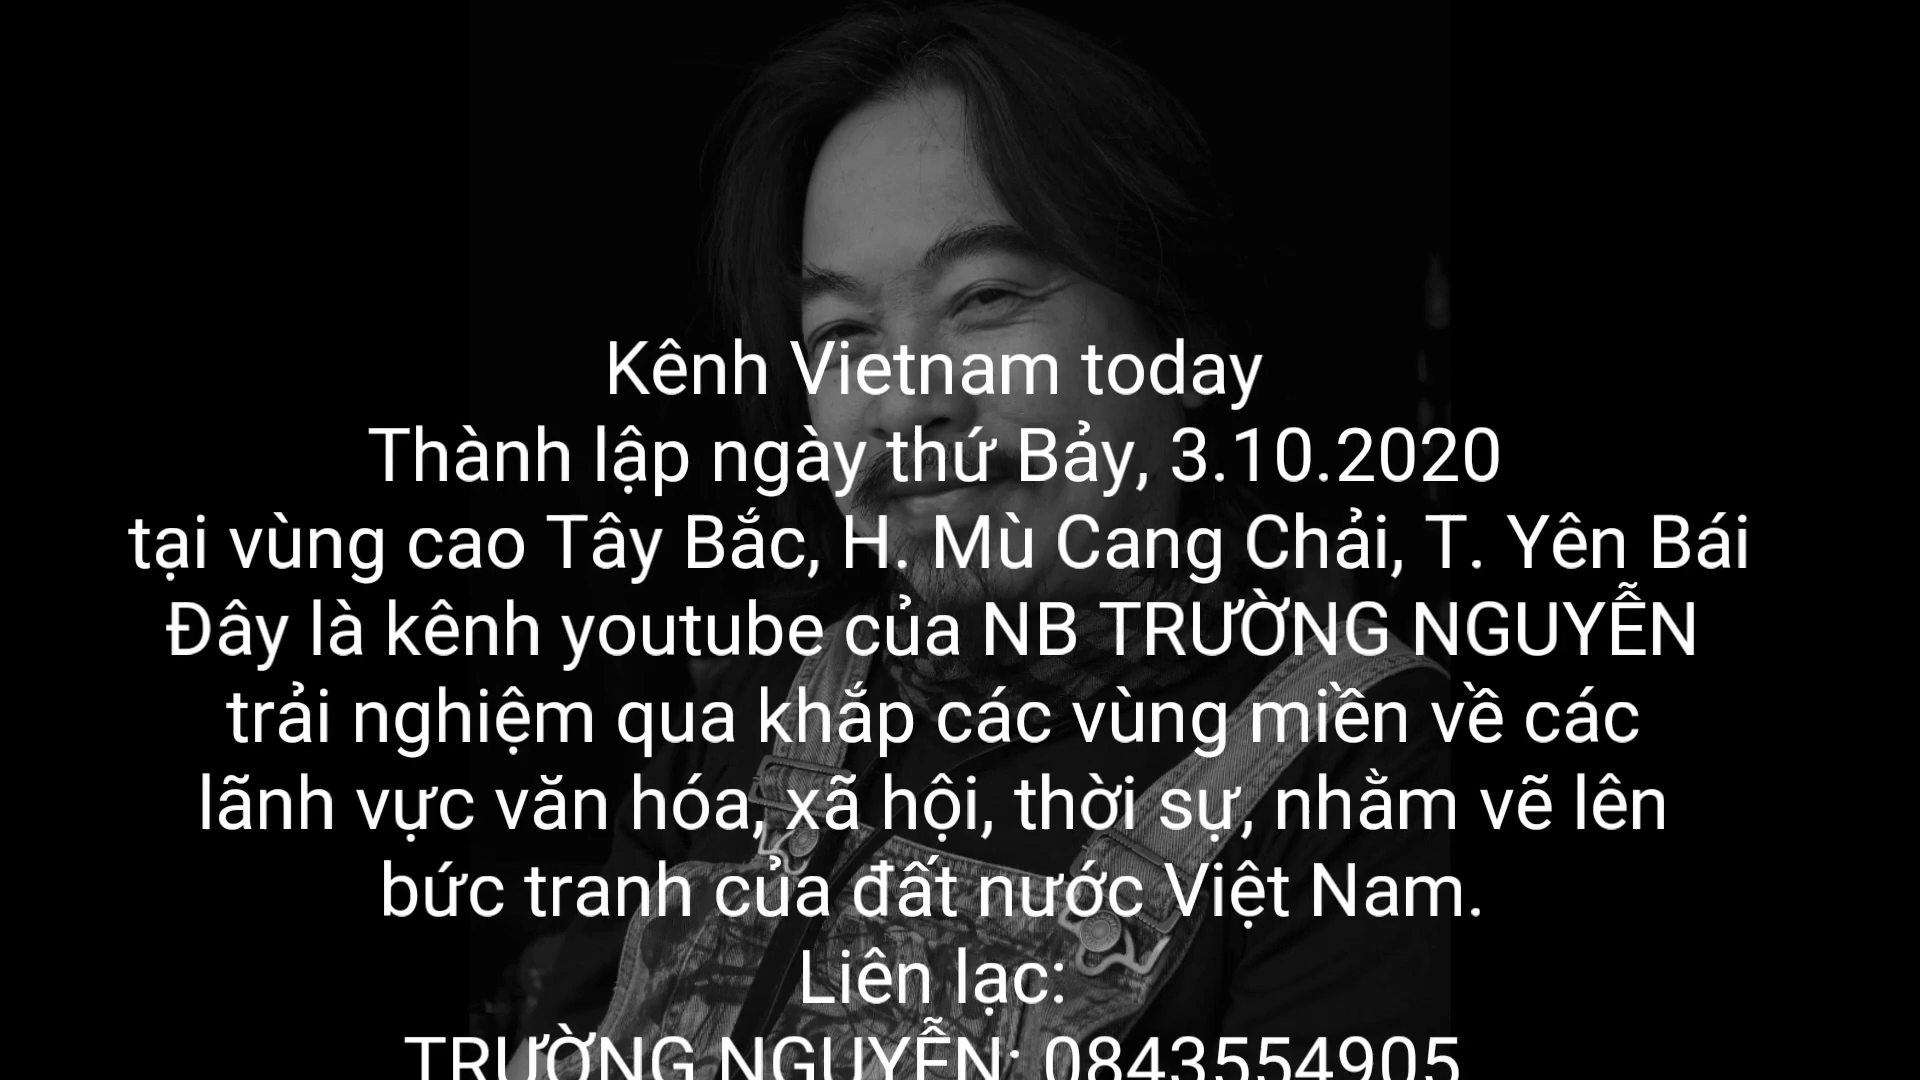 Kênh Vietnam today
Thành lập ngày thứ Bảy, 3.10.2020
tại vùng cao Tây Bắc, H. Mù Cang Chải, T. Yên Bái
Đây là kênh youtube của NB TRƯỜNG NGUYỄN
trải nghiệm qua khắp các vùng miền về các
lãnh vực văn hóa, xã hội, thời sự, nhằm vẽ lên
bức tranh của đất nước Việt Nam.
Liên lạc:
TRƯỜNG NGUYỄN: 0843554905